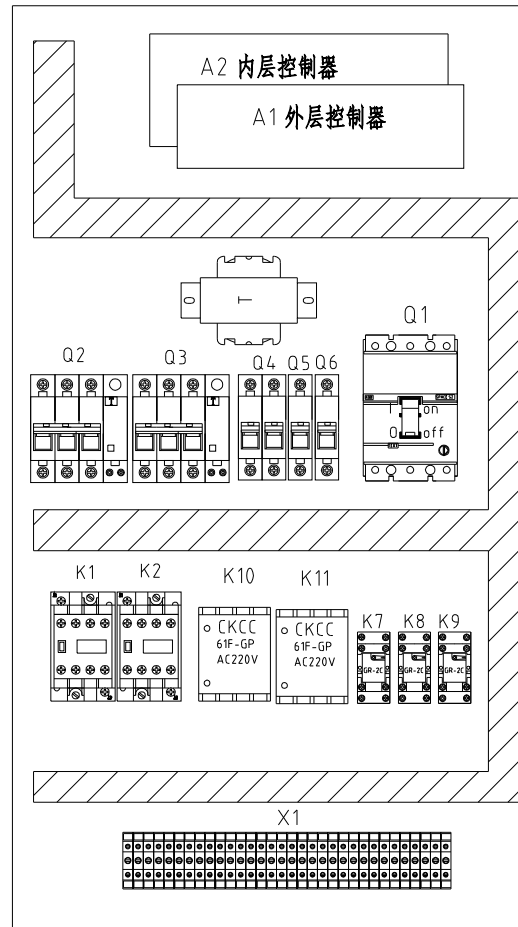 A2 内层控制器
A1 外层控制器
T
Q1
Q2
Q3
Q4
Q5
Q6
I
on
O
off
K1
K2
K10
K11
CKCC
61F-GP
AC220V
CKCC
61F-GP
AC220V
K7
K8
K9
GR-2C
GR-2C
GR-2C
X1